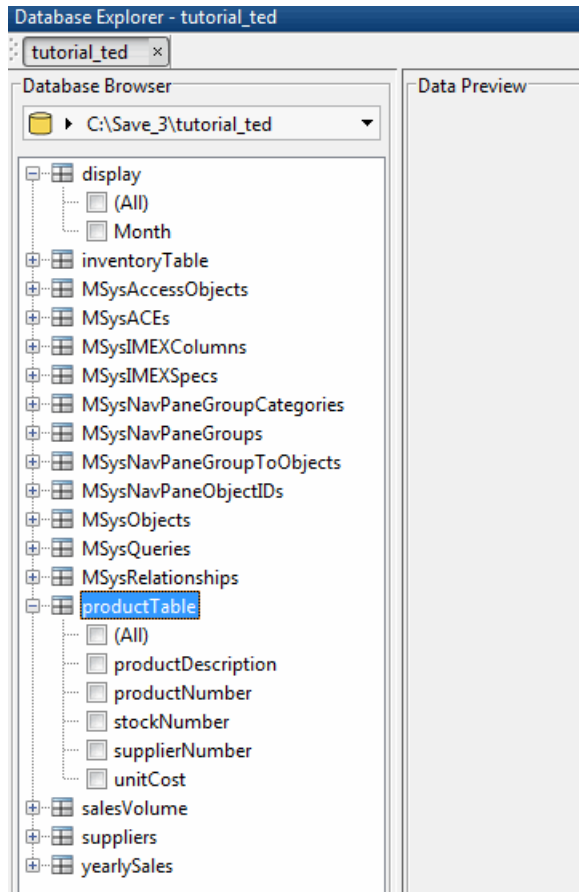 Database Explorer - tutorial_ted
tutorial_ted
Database Browser
C:\Save_3\tutorial_ted
display
(All)
Month
inventoryTable
MSysAccessObjects
MSysACEs
MSysIMEXColumns
MSysIMEXSpecs
MSysNavPaneGroupCategories
MSysNavPaneGroups
MSysNavPaneGroupToObjects
MSysNavPaneObjectIDs
MSysObjects
MSysQueries
MSysRelationships
productTable
(All)
productDescription
productNumber
stockNumber
supplierNumber
unitCost
salesVolume
suppliers
yearlySales
Data Preview